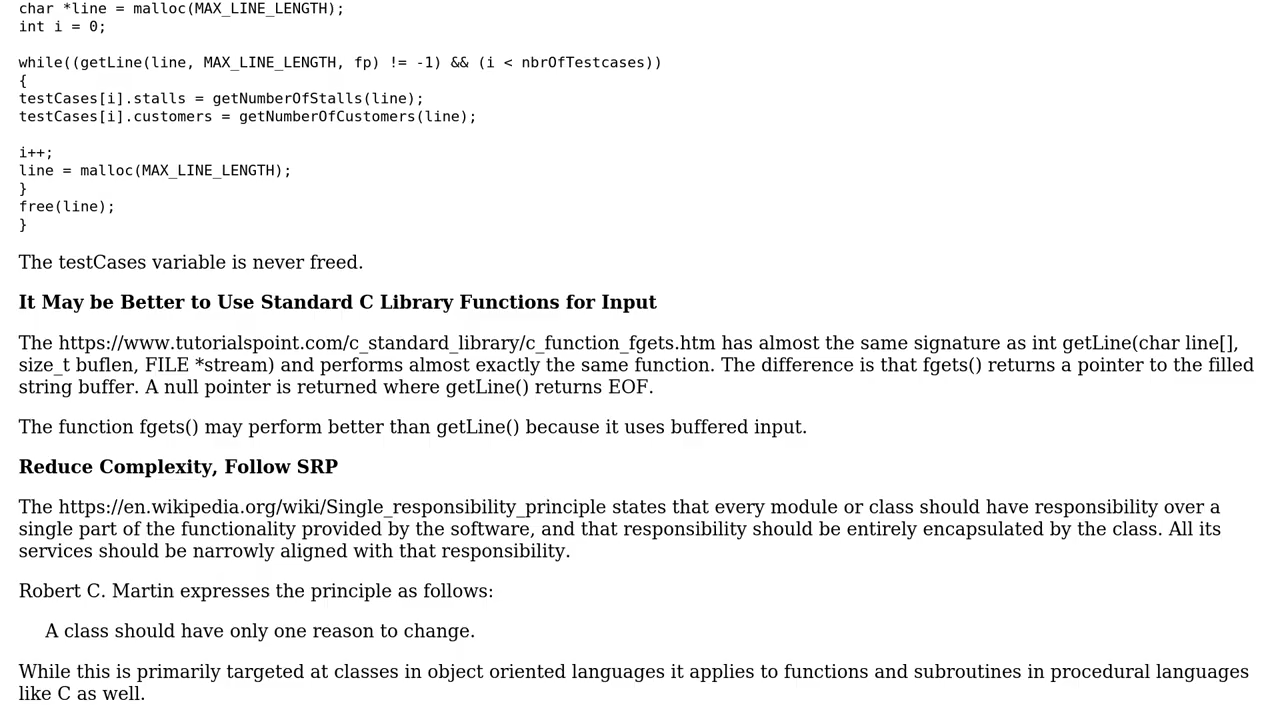 char *line = malloc(MAX_LINE_LENGTH);
int i = 0;
while((getLine(line, MAX_LINE_LENGTH, fp) != -1) && (i < nbrOfTestcases))
{
testCases[i].stalls = getNumberOfStalls(line);
testCases[i].customers = getNumberOfCustomers(line);
i++;
line = malloc(MAX_LINE_LENGTH);
}
free(line);
}
The testCases variable is never freed.
It May be Better to Use Standard C Library Functions for Input
The https://www.tutorialspoint.com/c_standard_library/c_function_fgets.htm has almost the same signature as int getLine(char line[],
size_t buflen, FILE *stream) and performs almost exactly the same function. The difference is that fgets() returns a pointer to the filled
string buffer. A null pointer is returned where getLine() returns EOF.
The function fgets() may perform better than getLine() because it uses buffered input.
Reduce Complexity, Follow SRP
The https://en.wikipedia.org/wiki/Single_responsibility_principle states that every module or class should have responsibility over a
single part of the functionality provided by the software, and that responsibility should be entirely encapsulated by the class. All its
services should be narrowly aligned with that responsibility.
Robert C. Martin expresses the principle as follows:
A class should have only one reason to change.
While this is primarily targeted at classes in object oriented languages it applies to functions and subroutines in procedural languages
like C as well.